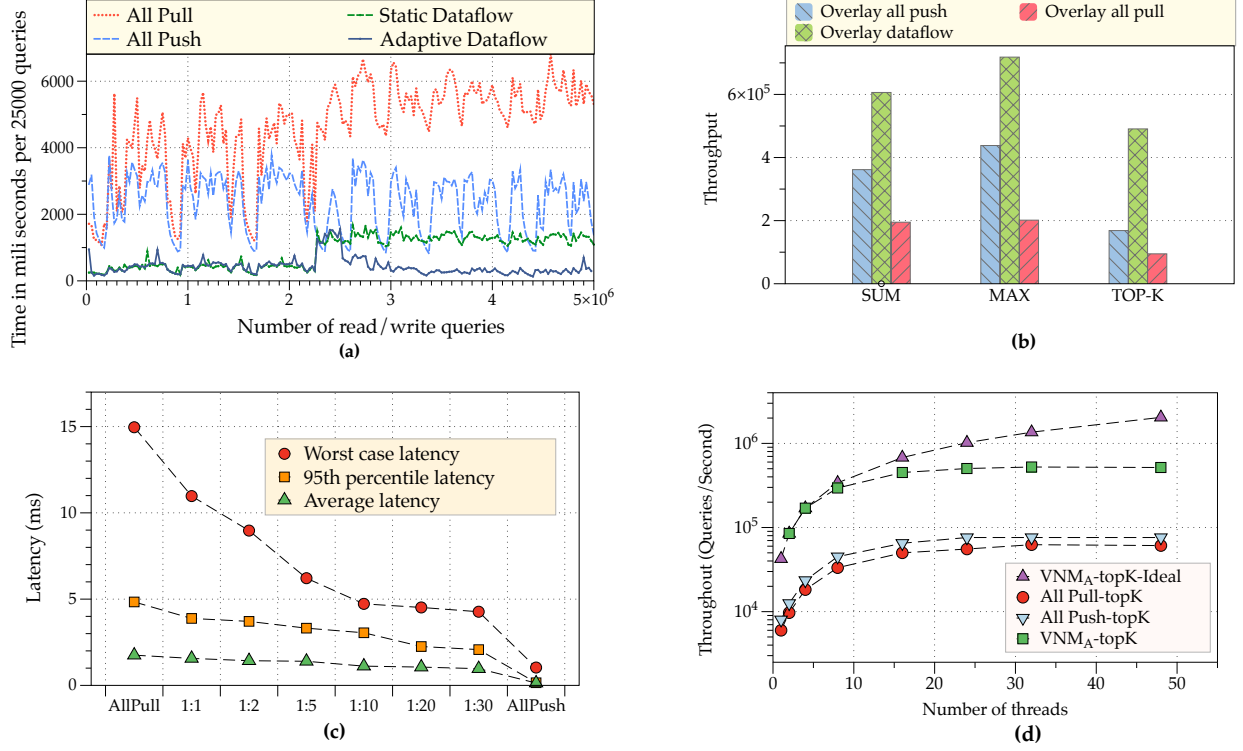 All Pull
All Push
Static Dataflow
Adaptive Dataflow
Time in mili seconds per 25000 queries
6000
4000
2000
0
0 1 2 3 4 5×10⁶
Number of read/write queries
(a)
Overlay all push
Overlay all pull
Overlay dataflow
Throughput
6×10⁵
4
2
0
SUM MAX TOP-K
(b)
Latency (ms)
15
10
5
0
Worst case latency
95th percentile latency
Average latency
AllPull 1:1 1:2 1:5 1:10 1:20 1:30 AllPush
(c)
Throughout (Queries/Second)
10⁶
10⁵
10⁴
VNM_A-topK-Ideal
All Pull-topK
All Push-topK
VNM_A-topK
0 10 20 30 40 50
Number of threads
(d)